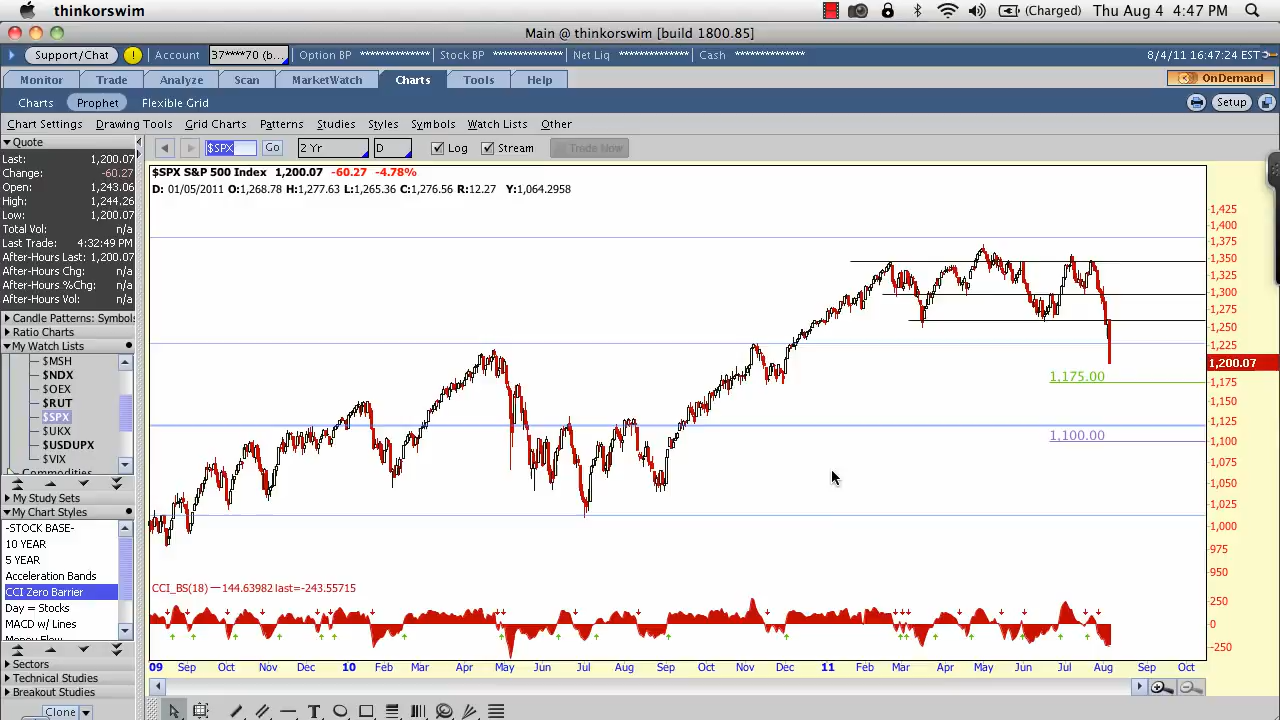 thinkorswim (Charged) Thu Aug 4 4:47 PM
Main @ thinkorswim [build 1800.85]
Support/Chat ! Account 37****70 (b... Option BP ************** Stock BP ************** Net Liq ************** Cash ************** 8/4/11 16:47:24 EST
Monitor Trade Analyze Scan MarketWatch Charts Tools Help OnDemand
Charts Prophet Flexible Grid Setup
Chart Settings Drawing Tools Grid Charts Patterns Studies Styles Symbols Watch Lists Other
Quote
$SPX Go 2 Yr D Log Stream Trade Now
Last: 1,200.07
Change: -60.27
Open: 1,243.06
High: 1,244.26
Low: 1,200.07
Total Vol: n/a
Last Trade: 4:32:49 PM
After-Hours Last: 1,200.07
After-Hours Chg: n/a
After-Hours %Chg: n/a
After-Hours Vol: n/a
Candle Patterns: Symbols
Ratio Charts
My Watch Lists
$MSH
$NDX
$OEX
$RUT
$SPX
$UKX
$USDUPX
$VIX
Commodities
My Study Sets
My Chart Styles
-STOCK BASE-
10 YEAR
5 YEAR
Acceleration Bands
CCI Zero Barrier
Day = Stocks
MACD w/ Lines
Money Flow
Sectors
Technical Studies
Breakout Studies
Clone
$SPX S&P 500 Index 1,200.07 -60.27 -4.78%
D: 01/05/2011 O:1,268.78 H:1,277.63 L:1,265.36 C:1,276.56 R:12.27 Y:1,064.2958
1,425
1,400
1,375
1,350
1,325
1,300
1,275
1,250
1,225
1,200.07
1,175.00
1,175
1,150
1,125
1,100.00
1,100
1,075
1,050
1,025
1,000
975
950
CCI_BS(18) —144.63982 last=-243.55715
250
0
-250
09 Sep Oct Nov Dec 10 Feb Mar Apr May Jun Jul Aug Sep Oct Nov Dec 11 Feb Mar Apr May Jun Jul Aug Sep Oct
T